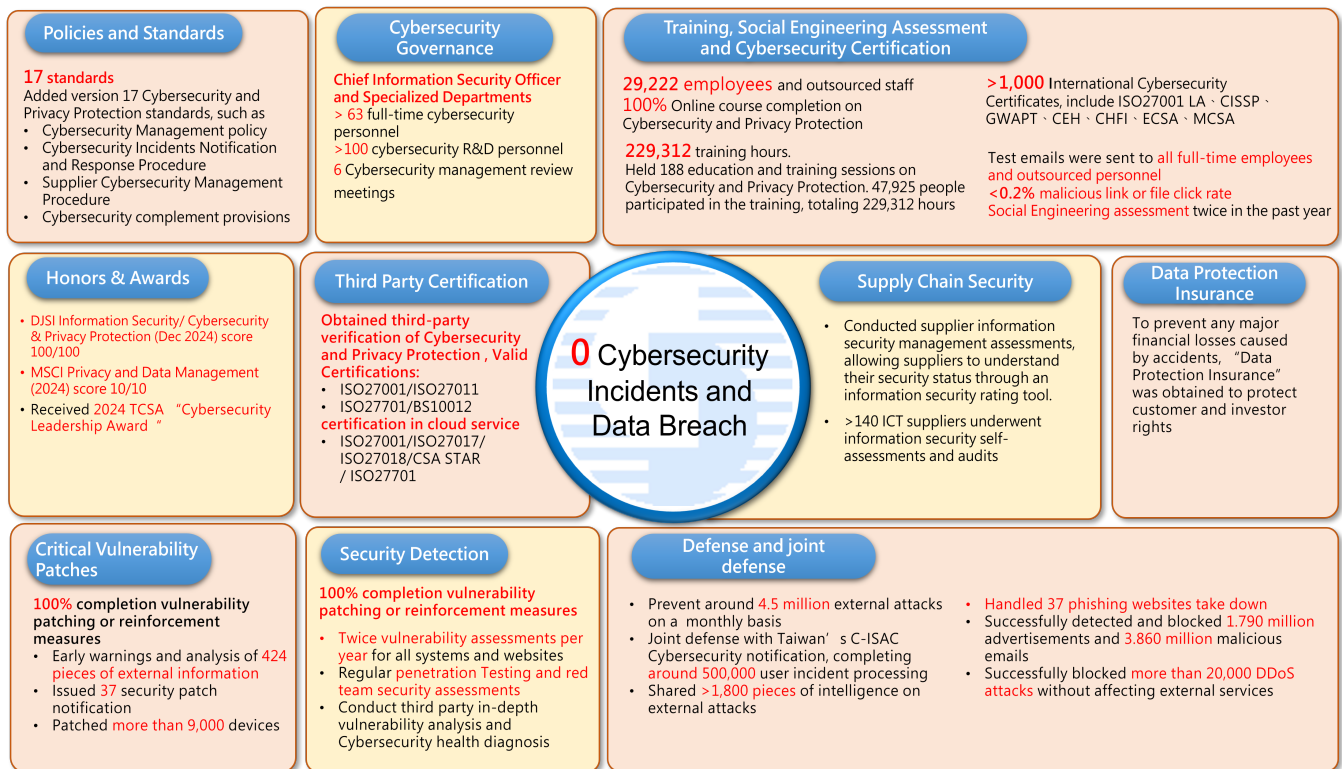 Policies and Standards
17 standards
Added version 17 Cybersecurity and
Privacy Protection standards, such as
• Cybersecurity Management policy
• Cybersecurity Incidents Notification
and Response Procedure
• Supplier Cybersecurity Management
Procedure
• Cybersecurity complement provisions
Cybersecurity
Governance
Chief Information Security Officer
and Specialized Departments
> 63 full-time cybersecurity
personnel
>100 cybersecurity R&D personnel
6 Cybersecurity management review
meetings
Training, Social Engineering Assessment
and Cybersecurity Certification
29,222 employees and outsourced staff
100% Online course completion on
Cybersecurity and Privacy Protection
229,312 training hours.
Held 188 education and training sessions on
Cybersecurity and Privacy Protection. 47,925 people
participated in the training, totaling 229,312 hours
>1,000 International Cybersecurity
Certificates, include ISO27001 LA、CISSP、
GWAPT、CEH、CHFI、ECSA、MCSA
Test emails were sent to all full-time employees
and outsourced personnel
<0.2% malicious link or file click rate
Social Engineering assessment twice in the past year
Honors & Awards
• DJSI Information Security/ Cybersecurity
& Privacy Protection (Dec 2024) score
100/100
• MSCI Privacy and Data Management
(2024) score 10/10
• Received 2024 TCSA “Cybersecurity
Leadership Award ”
Third Party Certification
Obtained third-party
verification of Cybersecurity
and Privacy Protection , Valid
Certifications:
• ISO27001/ISO27011
• ISO27701/BS10012
certification in cloud service
• ISO27001/ISO27017/
ISO27018/CSA STAR
/ ISO27701
0 Cybersecurity
Incidents and
Data Breach
Supply Chain Security
• Conducted supplier information
security management assessments,
allowing suppliers to understand
their security status through an
information security rating tool.
• >140 ICT suppliers underwent
information security self-
assessments and audits
Data Protection
Insurance
To prevent any major
financial losses caused
by accidents, “Data
Protection Insurance”
was obtained to protect
customer and investor
rights
Critical Vulnerability
Patches
100% completion vulnerability
patching or reinforcement
measures
• Early warnings and analysis of 424
pieces of external information
• Issued 37 security patch
notification
• Patched more than 9,000 devices
Security Detection
100% completion vulnerability
patching or reinforcement measures
• Twice vulnerability assessments per
year for all systems and websites
• Regular penetration Testing and red
team security assessments
• Conduct third party in-depth
vulnerability analysis and
Cybersecurity health diagnosis
Defense and joint
defense
• Prevent around 4.5 million external attacks
on a monthly basis
• Joint defense with Taiwan’s C-ISAC
Cybersecurity notification, completing
around 500,000 user incident processing
• Shared >1,800 pieces of intelligence on
external attacks
• Handled 37 phishing websites take down
• Successfully detected and blocked 1.790 million
advertisements and 3.860 million malicious
emails
• Successfully blocked more than 20,000 DDoS
attacks without affecting external services